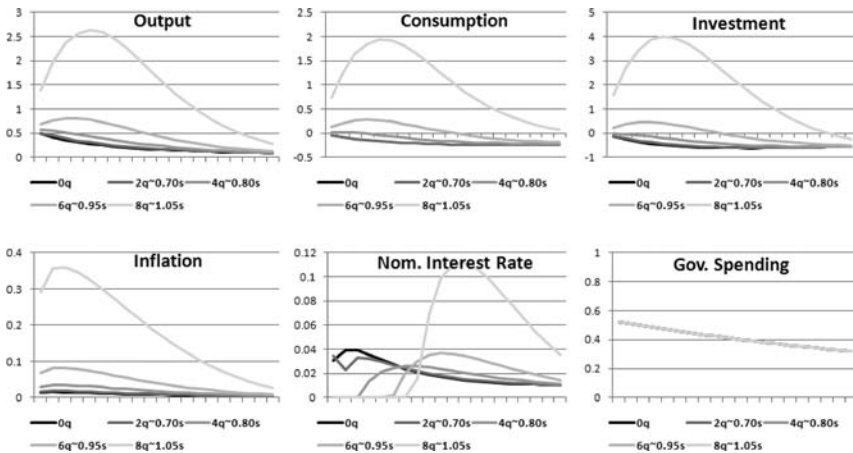 Output
3
2.5
2
1.5
1
0.5
0
0q 2q~0.70s 4q~0.80s
6q~0.95s 8q~1.05s
Consumption
2.5
2
1.5
1
0.5
0
-0.5
0q 2q~0.70s 4q~0.80s
6q~0.95s 8q~1.05s
Investment
5
4
3
2
1
0
-1
0q 2q~0.70s 4q~0.80s
6q~0.95s 8q~1.05s
Inflation
0.4
0.3
0.2
0.1
0
0q 2q~0.70s 4q~0.80s
6q~0.95s 8q~1.05s
Nom. Interest Rate
0.12
0.1
0.08
0.06
0.04
0.02
0
0q 2q~0.70s 4q~0.80s
6q~0.95s 8q~1.05s
Gov. Spending
1
0.8
0.6
0.4
0.2
0
0q 2q~0.70s 4q~0.80s
6q~0.95s 8q~1.05s